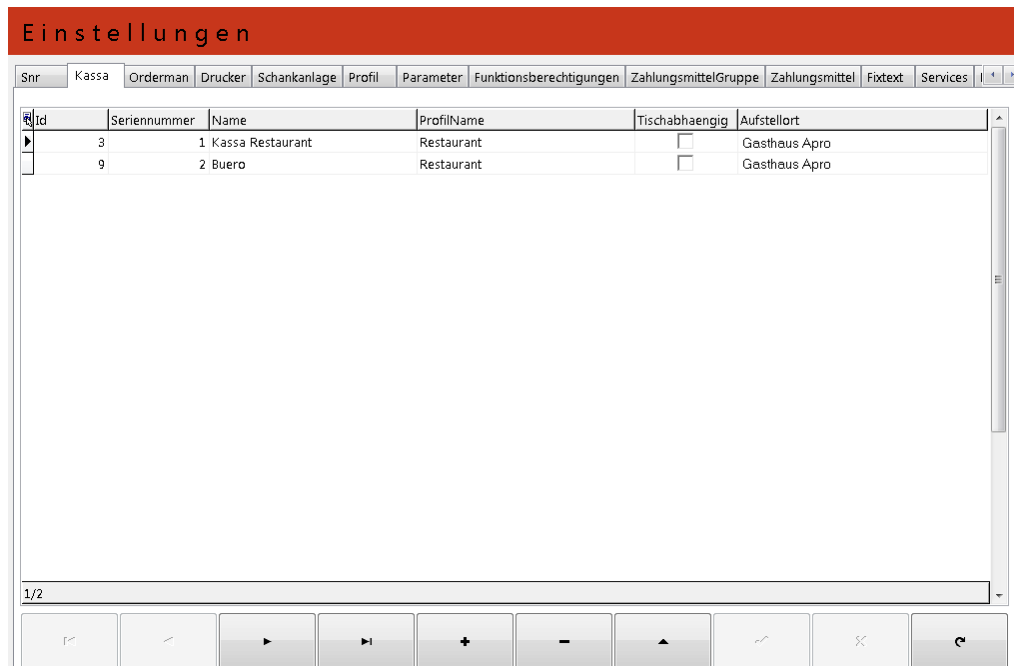 Einstellungen
Snr Kassa Orderman Drucker Schankanlage Profil Parameter Funktionsberechtigungen ZahlungsmittelGruppe Zahlungsmittel Fixtext Services
Id Seriennummer Name ProfilName Tischabhaengig Aufstellort
3 1 Kassa Restaurant Restaurant Gasthaus Apro
9 2 Buero Restaurant Gasthaus Apro
1/2